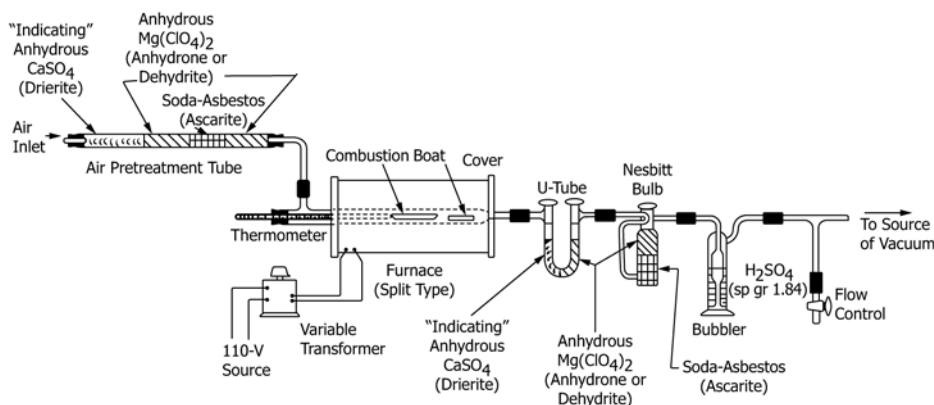 “Indicating”
Anhydrous
CaSO4
(Drierite)
Anhydrous
Mg(ClO4)2
(Anhydrone or
Dehydrite)
Soda-Asbestos
(Ascarite)
Air
Inlet
Air Pretreatment Tube
Combustion Boat
Cover
U-Tube
Nesbitt
Bulb
To Source
of Vacuum
Thermometer
Furnace
(Split Type)
H2SO4
(sp gr 1.84)
Flow
Control
Bubbler
Variable
Transformer
110-V
Source
“Indicating”
Anhydrous
CaSO4
(Drierite)
Anhydrous
Mg(ClO4)2
(Anhydrone or
Dehydrite)
Soda-Asbestos
(Ascarite)